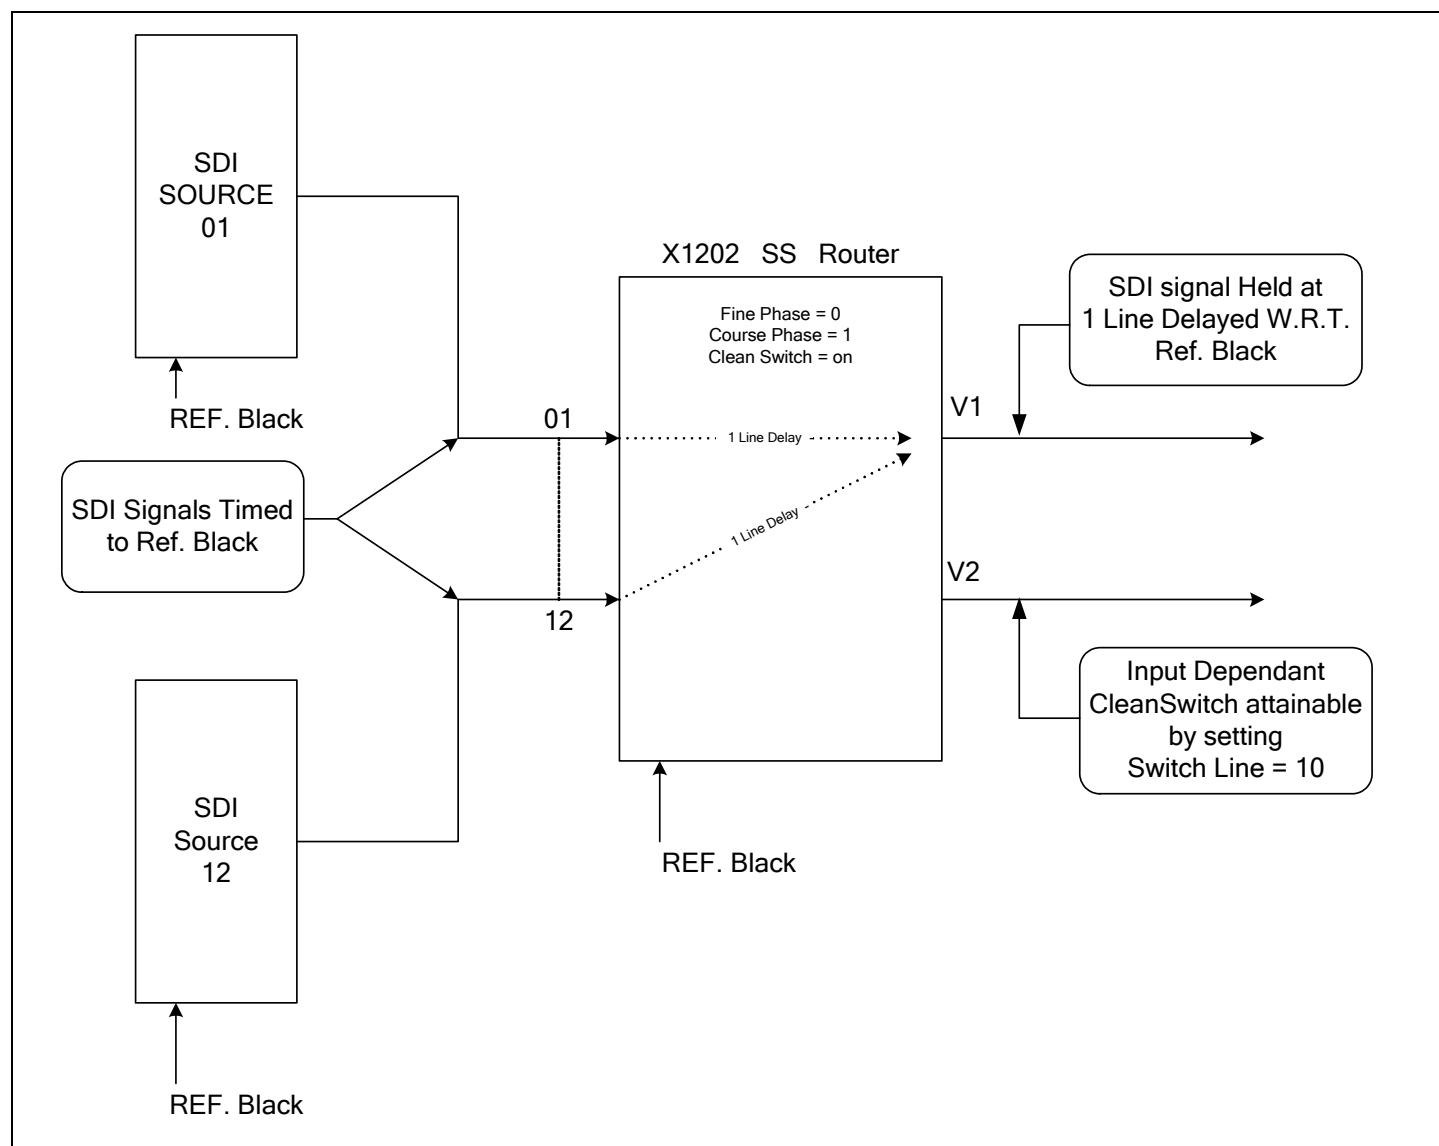 SDI
SOURCE
01
REF. Black
SDI Signals Timed
to Ref. Black
SDI
Source
12
REF. Black
01
12
X1202 SS Router
Fine Phase = 0
Course Phase = 1
Clean Switch = on
1 Line Delay
1 Line Delay
REF. Black
V1
V2
SDI signal Held at
1 Line Delayed W.R.T.
Ref. Black
Input Dependant
CleanSwitch attainable
by setting
Switch Line = 10